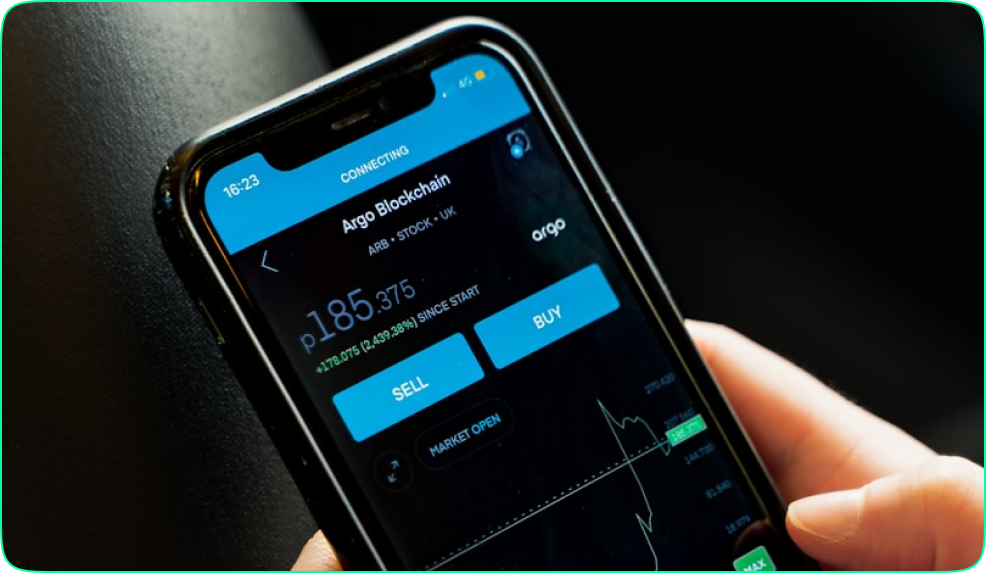 16:23
4G
CONNECTING
Argo Blockchain
ARB • STOCK • UK
argo
p185.375
+178.075 (2,439.38%) SINCE START
SELL
BUY
MARKET OPEN
270.420
207.560
185.375
144.700
81.840
18.979
MAX